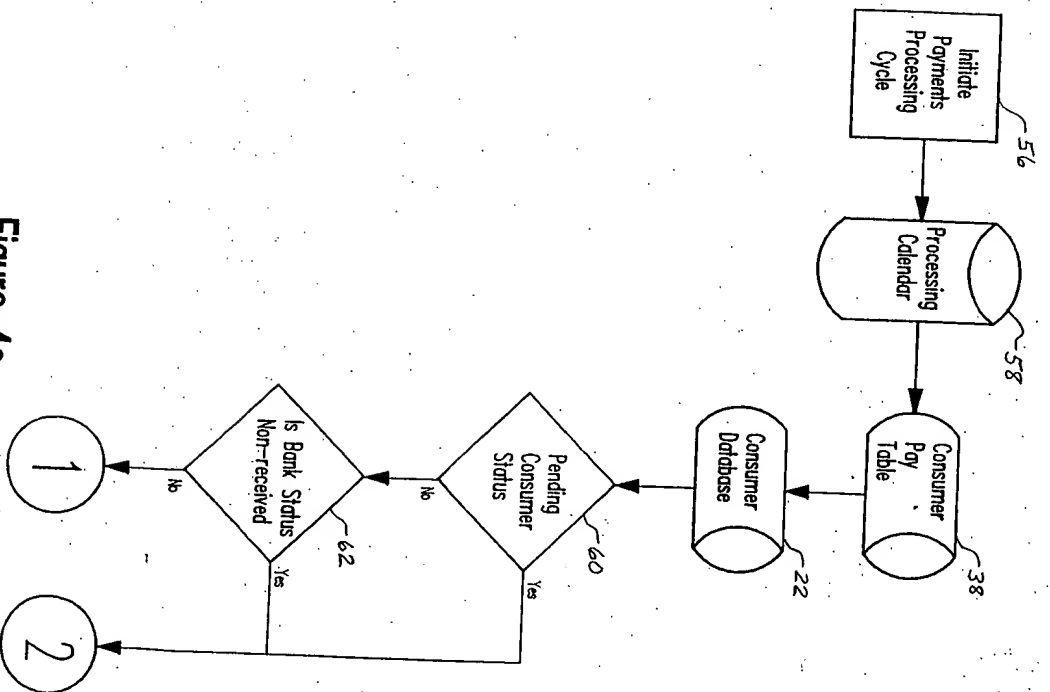 Initiate
Payments
Processing
Cycle
56
Processing
Calendar
58
Consumer
Pay
Table
38
Consumer
Database
22
Pending
Consumer
Status
60
Yes
No
Is Bank Status
Non-received
62
Yes
No
1
2
Figure